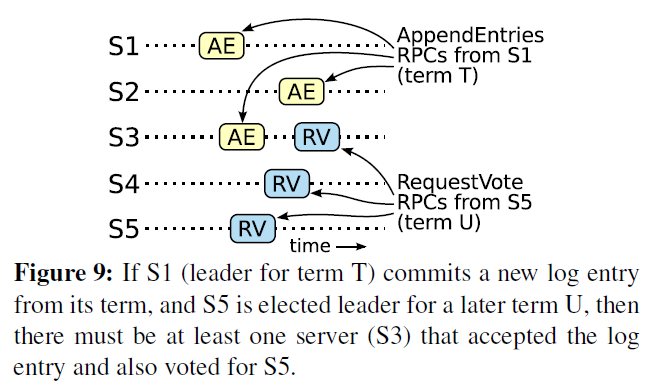 S1
AE
AppendEntries
RPCs from S1
(term T)
S2
AE
S3
AE
RV
S4
RV
RequestVote
RPCs from S5
(term U)
S5
RV
time
Figure 9: If S1 (leader for term T) commits a new log entry
from its term, and S5 is elected leader for a later term U, then
there must be at least one server (S3) that accepted the log
entry and also voted for S5.